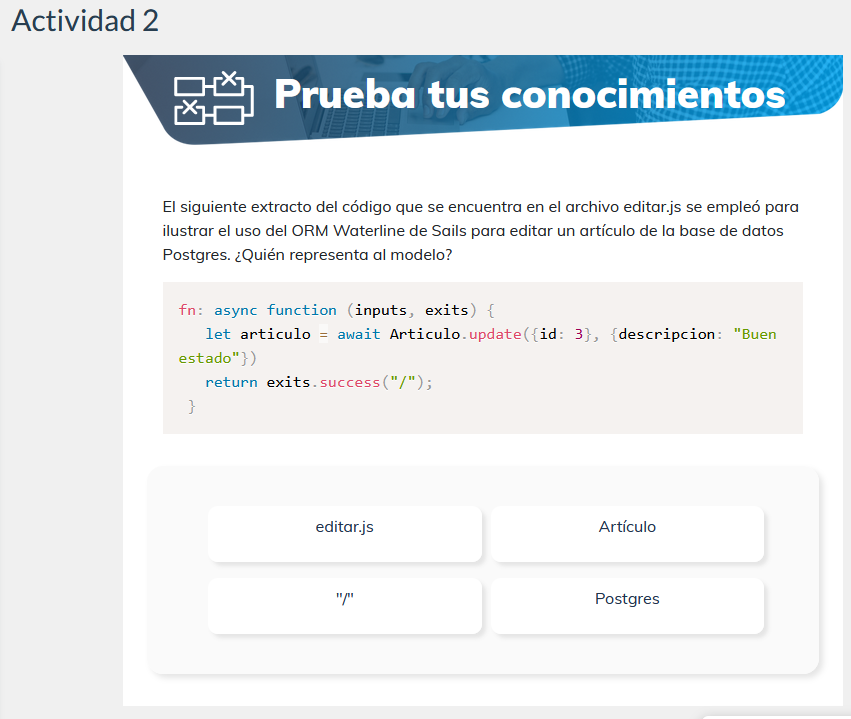 Actividad 2
Prueba tus conocimientos
El siguiente extracto del código que se encuentra en el archivo editar.js se empleó para
ilustrar el uso del ORM Waterline de Sails para editar un artículo de la base de datos
Postgres. ¿Quién representa al modelo?
fn: async function (inputs, exits) {
let articulo = await Articulo.update({id: 3}, {descripcion: "Buen
estado"})
return exits.success("/");
}
editar.js
Artículo
"/"
Postgres